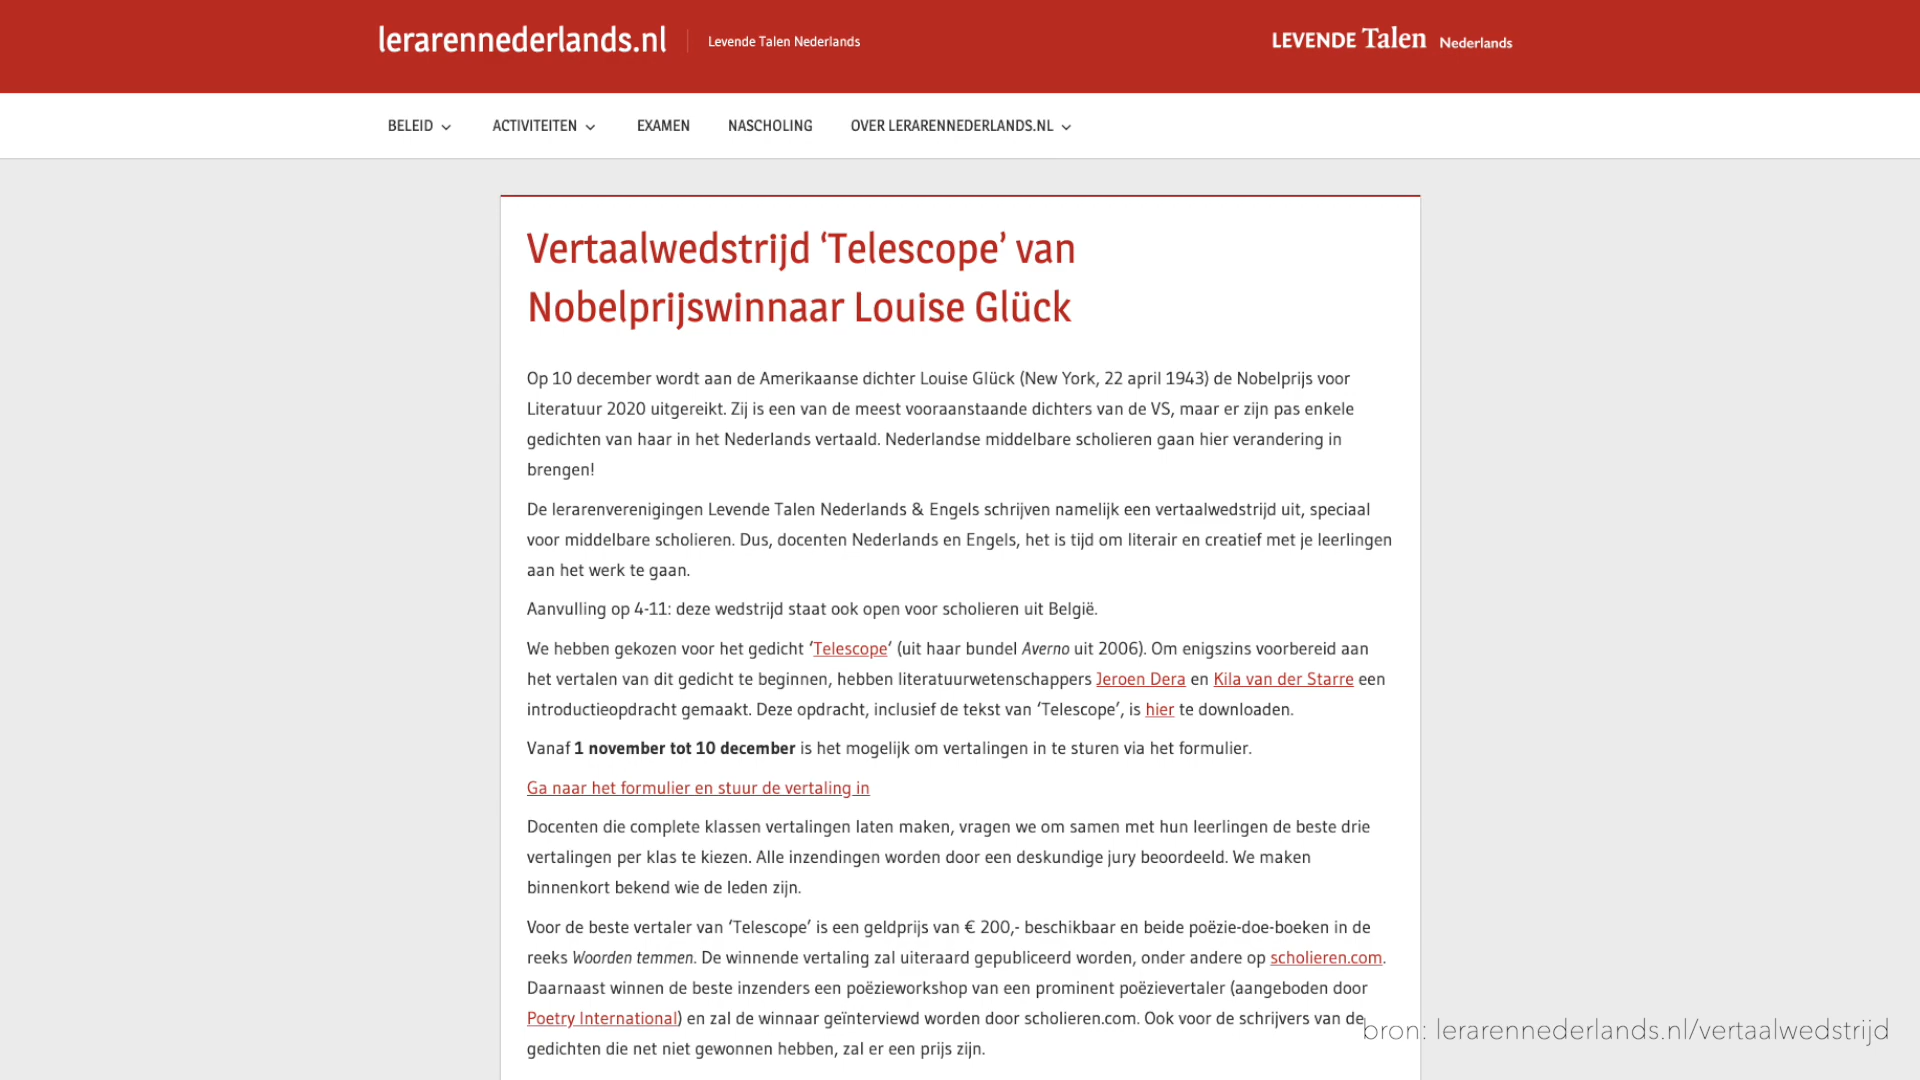 lerarennederlands.nl
Levende Talen Nederlands
LEVENDE Talen Nederlands
BELEID
ACTIVITEITEN
EXAMEN
NASCHOLING
OVER LERARENNEDERLANDS.NL
Vertaalwedstrijd ‘Telescope’ van
Nobelprijswinnaar Louise Glück
Op 10 december wordt aan de Amerikaanse dichter Louise Glück (New York, 22 april 1943) de Nobelprijs voor
Literatuur 2020 uitgereikt. Zij is een van de meest vooraanstaande dichters van de VS, maar er zijn pas enkele
gedichten van haar in het Nederlands vertaald. Nederlandse middelbare scholieren gaan hier verandering in
brengen!
De lerarenverenigingen Levende Talen Nederlands & Engels schrijven namelijk een vertaalwedstrijd uit, speciaal
voor middelbare scholieren. Dus, docenten Nederlands en Engels, het is tijd om literair en creatief met je leerlingen
aan het werk te gaan.
Aanvulling op 4-11: deze wedstrijd staat ook open voor scholieren uit België.
We hebben gekozen voor het gedicht ‘Telescope‘ (uit haar bundel Averno uit 2006). Om enigszins voorbereid aan
het vertalen van dit gedicht te beginnen, hebben literatuurwetenschappers Jeroen Dera en Kila van der Starre een
introductieopdracht gemaakt. Deze opdracht, inclusief de tekst van ‘Telescope’, is hier te downloaden.
Vanaf 1 november tot 10 december is het mogelijk om vertalingen in te sturen via het formulier.
Ga naar het formulier en stuur de vertaling in
Docenten die complete klassen vertalingen laten maken, vragen we om samen met hun leerlingen de beste drie
vertalingen per klas te kiezen. Alle inzendingen worden door een deskundige jury beoordeeld. We maken
binnenkort bekend wie de leden zijn.
Voor de beste vertaler van ‘Telescope’ is een geldprijs van € 200,- beschikbaar en beide poëzie-doe-boeken in de
reeks Woorden temmen. De winnende vertaling zal uiteraard gepubliceerd worden, onder andere op scholieren.com.
Daarnaast winnen de beste inzenders een poëzieworkshop van een prominent poëzievertaler (aangeboden door
Poetry International) en zal de winnaar geïnterviewd worden door scholieren.com. Ook voor de schrijvers van de
gedichten die net niet gewonnen hebben, zal er een prijs zijn.
bron: lerarennederlands.nl/vertaalwedstrijd